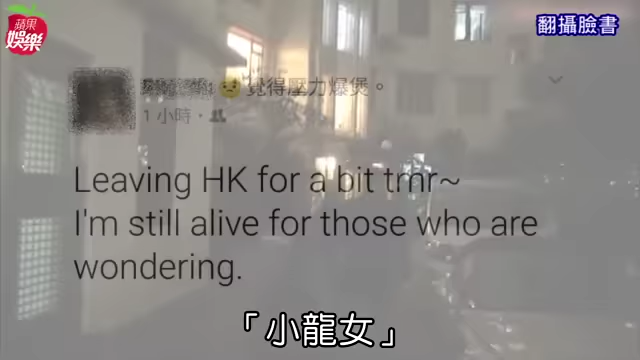 蘋果
娛樂
翻攝臉書
覺得壓力爆煲。
1 小時・
Leaving HK for a bit tmr~
I'm still alive for those who are
wondering.
「小龍女」